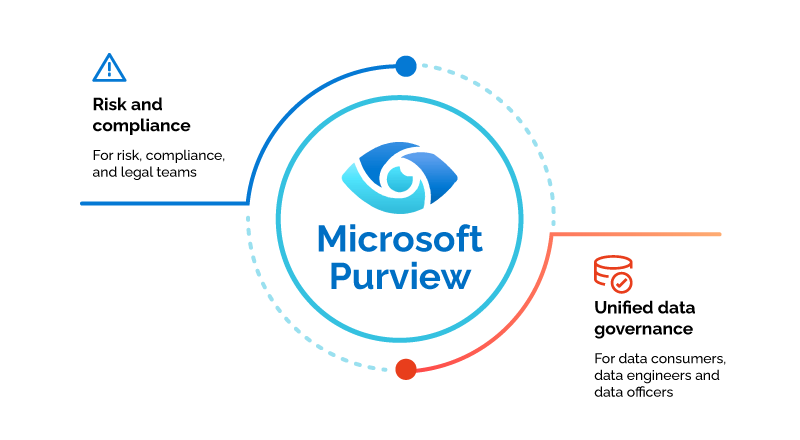 Risk and
compliance
For risk, compliance,
and legal teams
Microsoft
Purview
Unified data
governance
For data consumers,
data engineers and
data officers